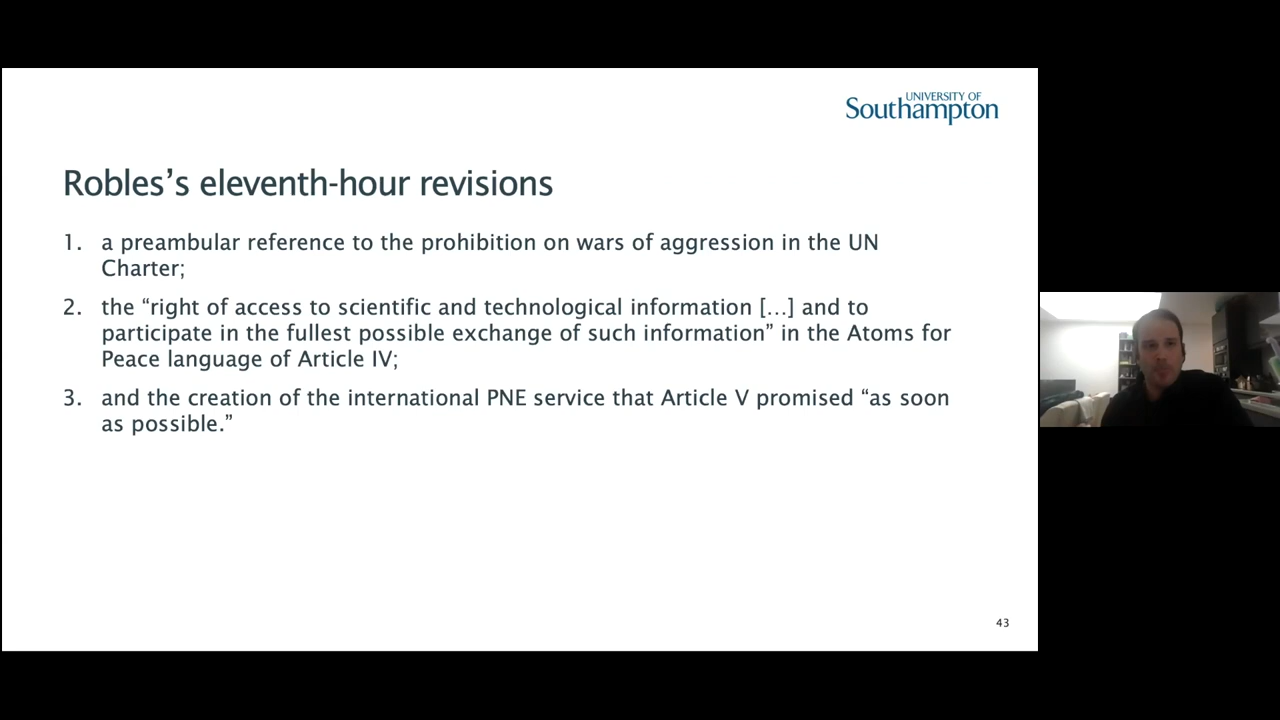 UNIVERSITY OF
Southampton
Robles’s eleventh-hour revisions
1. a preambular reference to the prohibition on wars of aggression in the UN
Charter;
2. the “right of access to scientific and technological information […] and to
participate in the fullest possible exchange of such information” in the Atoms for
Peace language of Article IV;
3. and the creation of the international PNE service that Article V promised “as soon
as possible.”
43